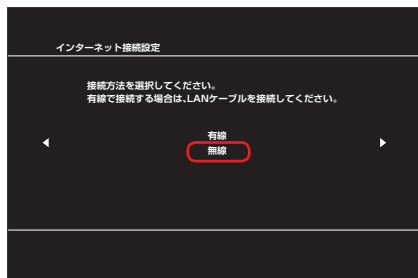 インターネット接続設定
接続方法を選択してください。
有線で接続する場合は、LANケーブルを接続してください。
有線
無線